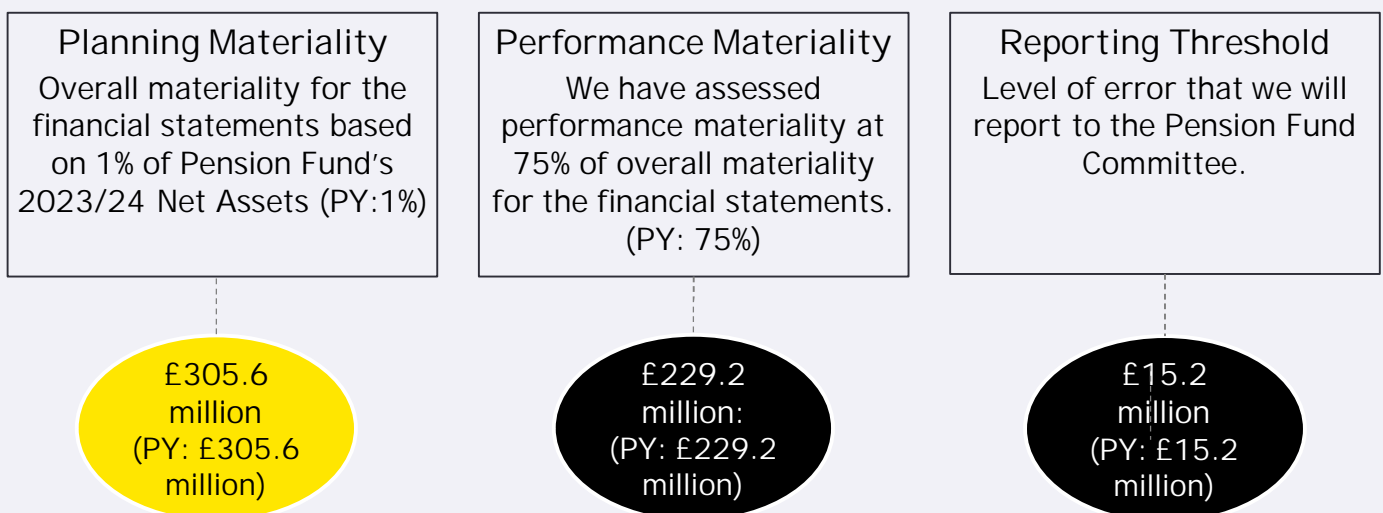 Planning Materiality
Overall materiality for the
financial statements based
on 1% of Pension Fund's
2023/24 Net Assets (PY:1%)
Performance Materiality
We have assessed
performance materiality at
75% of overall materiality
for the financial statements.
(PY: 75%)
Reporting Threshold
Level of error that we will
report to the Pension Fund
Committee.
£305.6
million
(PY: £305.6
million)
£229.2
million:
(PY: £229.2
million)
£15.2
million
(PY: £15.2
million)